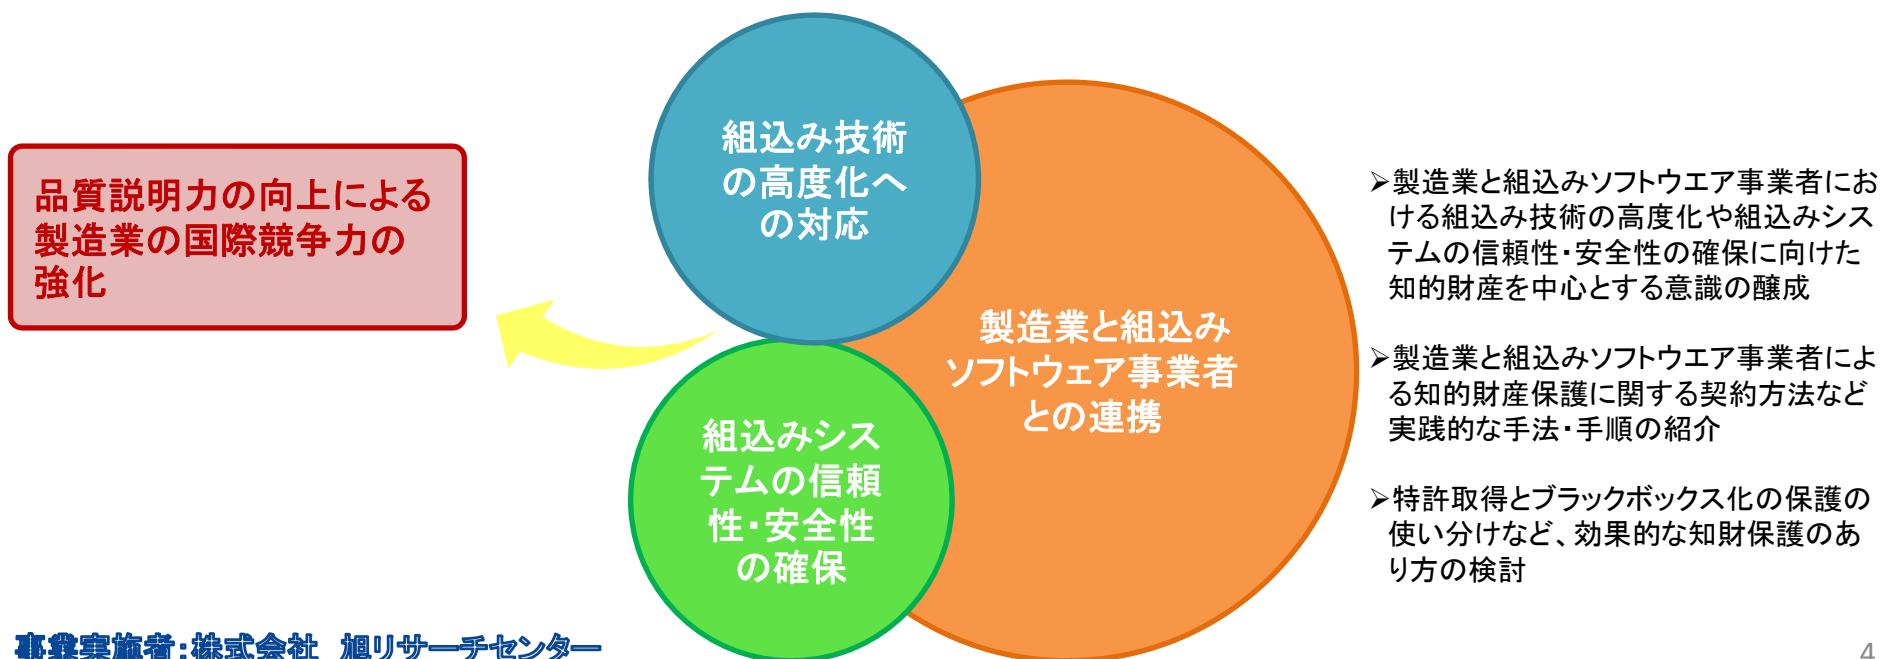 品質説明力の向上による
製造業の国際競争力の
強化
組込み技術
の高度化へ
の対応
組込みシス
テムの信頼
性・安全性
の確保
製造業と組込み
ソフトウェア事業者
との連携
➢製造業と組込みソフトウエア事業者にお
ける組込み技術の高度化や組込みシス
テムの信頼性・安全性の確保に向けた
知的財産を中心とする意識の醸成
➢製造業と組込みソフトウエア事業者によ
る知的財産保護に関する契約方法など
実践的な手法・手順の紹介
➢特許取得とブラックボックス化の保護の
使い分けなど、効果的な知財保護のあ
り方の検討
事業実施者：株式会社　旭リサーチセンター
4